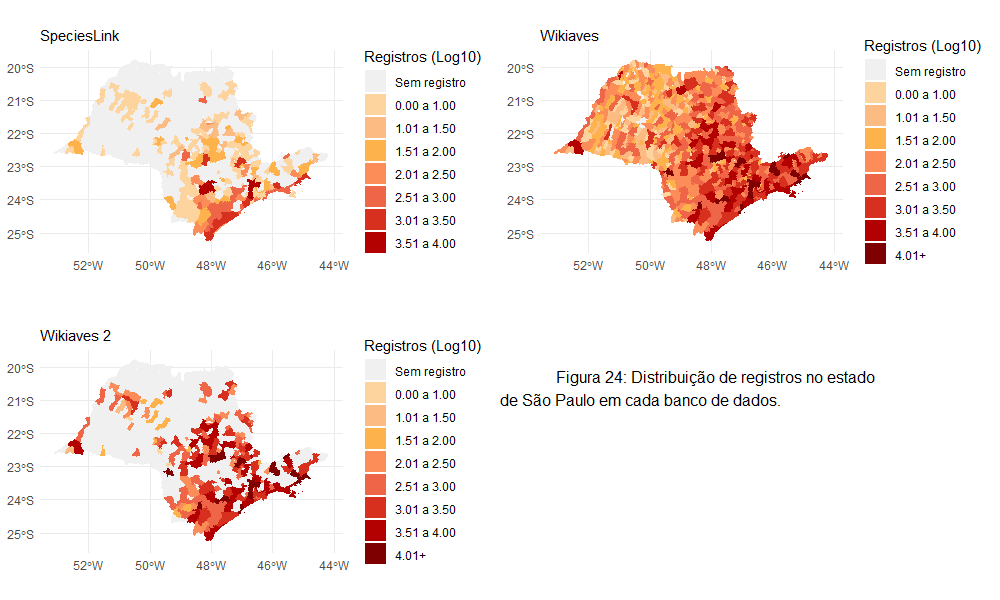 SpeciesLink
Registros (Log10)
Sem registro
0.00 a 1.00
1.01 a 1.50
1.51 a 2.00
2.01 a 2.50
2.51 a 3.00
3.01 a 3.50
3.51 a 4.00
20°S
21°S
22°S
23°S
24°S
25°S
52°W 50°W 48°W 46°W 44°W
Wikiaves
Registros (Log10)
Sem registro
0.00 a 1.00
1.01 a 1.50
1.51 a 2.00
2.01 a 2.50
2.51 a 3.00
3.01 a 3.50
3.51 a 4.00
4.01+
20°S
21°S
22°S
23°S
24°S
25°S
52°W 50°W 48°W 46°W 44°W
Wikiaves 2
Registros (Log10)
Sem registro
0.00 a 1.00
1.01 a 1.50
1.51 a 2.00
2.01 a 2.50
2.51 a 3.00
3.01 a 3.50
3.51 a 4.00
4.01+
20°S
21°S
22°S
23°S
24°S
25°S
52°W 50°W 48°W 46°W 44°W
Figura 24: Distribuição de registros no estado
de São Paulo em cada banco de dados.